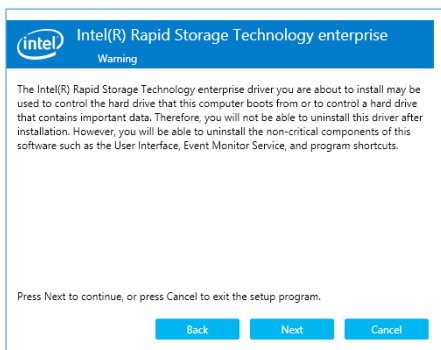 intel
Intel(R) Rapid Storage Technology enterprise
Warning
The Intel(R) Rapid Storage Technology enterprise driver you are about to install may be
used to control the hard drive that this computer boots from or to control a hard drive
that contains important data. Therefore, you will not be able to uninstall this driver after
installation. However, you will be able to uninstall the non-critical components of this
software such as the User Interface, Event Monitor Service, and program shortcuts.
Press Next to continue, or press Cancel to exit the setup program.
Back Next Cancel